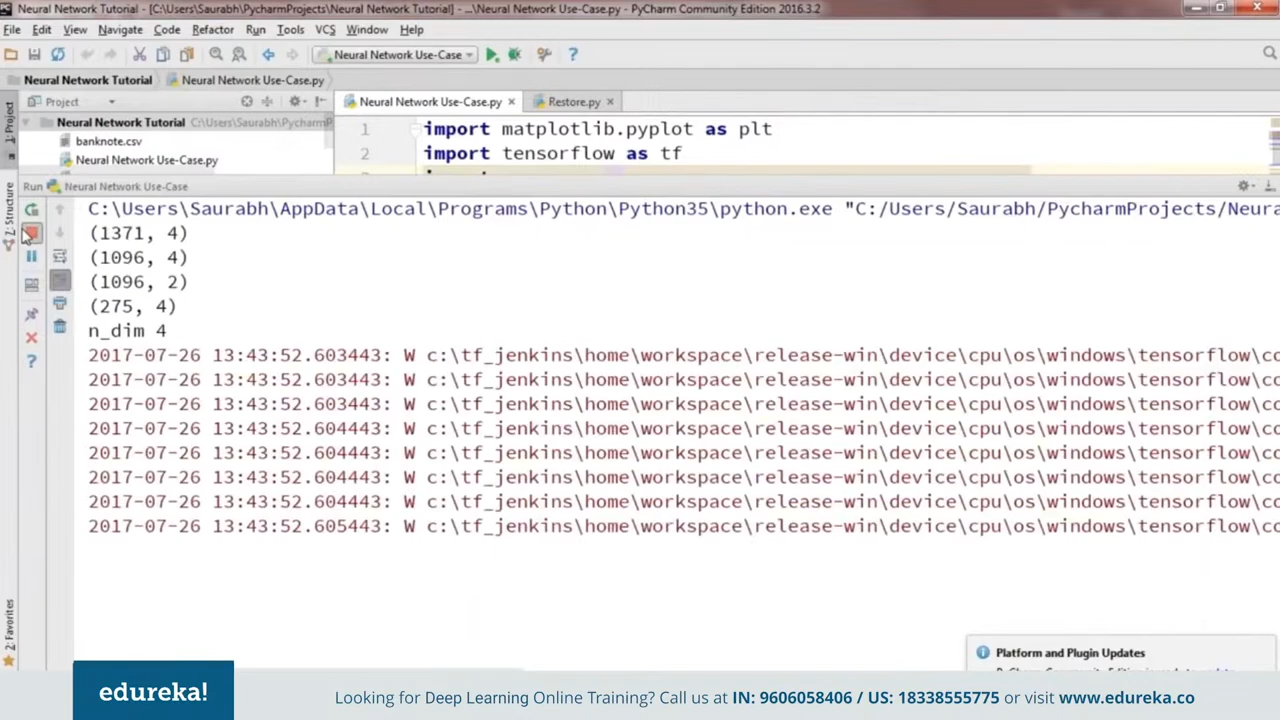 Neural Network Tutorial - [C:\Users\Saurabh\PycharmProjects\Neural Network Tutorial] - ...\Neural Network Use-Case.py - PyCharm Community Edition 2016.3.2
File Edit View Navigate Code Refactor Run Tools VCS Window Help
Neural Network Use-Case
Neural Network Tutorial Neural Network Use-Case.py
Project Neural Network Use-Case.py Restore.py
1: Project
Neural Network Tutorial C:\Users\Saurabh\PycharmP
banknote.csv
Neural Network Use-Case.py
1 import matplotlib.pyplot as plt
2 import tensorflow as tf
Run Neural Network Use-Case
Z: Structure
C:\Users\Saurabh\AppData\Local\Programs\Python\Python35\python.exe "C:/Users/Saurabh/PycharmProjects/Neura
(1371, 4)
(1096, 4)
(1096, 2)
(275, 4)
n_dim 4
2017-07-26 13:43:52.603443: W c:\tf_jenkins\home\workspace\release-win\device\cpu\os\windows\tensorflow\co
2017-07-26 13:43:52.603443: W c:\tf_jenkins\home\workspace\release-win\device\cpu\os\windows\tensorflow\co
2017-07-26 13:43:52.603443: W c:\tf_jenkins\home\workspace\release-win\device\cpu\os\windows\tensorflow\co
2017-07-26 13:43:52.604443: W c:\tf_jenkins\home\workspace\release-win\device\cpu\os\windows\tensorflow\co
2017-07-26 13:43:52.604443: W c:\tf_jenkins\home\workspace\release-win\device\cpu\os\windows\tensorflow\co
2017-07-26 13:43:52.604443: W c:\tf_jenkins\home\workspace\release-win\device\cpu\os\windows\tensorflow\co
2017-07-26 13:43:52.604443: W c:\tf_jenkins\home\workspace\release-win\device\cpu\os\windows\tensorflow\co
2017-07-26 13:43:52.605443: W c:\tf_jenkins\home\workspace\release-win\device\cpu\os\windows\tensorflow\co
2: Favorites
Platform and Plugin Updates
edureka!
Looking for Deep Learning Online Training? Call us at IN: 9606058406 / US: 18338555775 or visit www.edureka.co